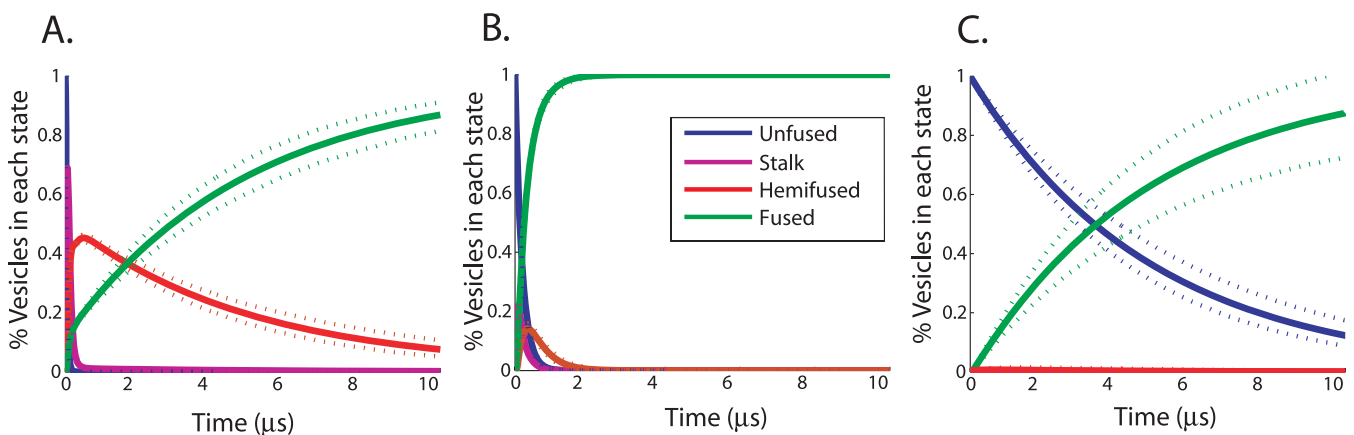 A.
B.
C.
% Vesicles in each state
1
0.8
0.6
0.4
0.2
0
0
2
4
6
8
10
Time (μs)
% Vesicles in each state
1
0.8
0.6
0.4
0.2
0
0
2
4
6
8
10
Time (μs)
Unfused
Stalk
Hemifused
Fused
% Vesicles in each state
1
0.8
0.6
0.4
0.2
0
0
2
4
6
8
10
Time (μs)